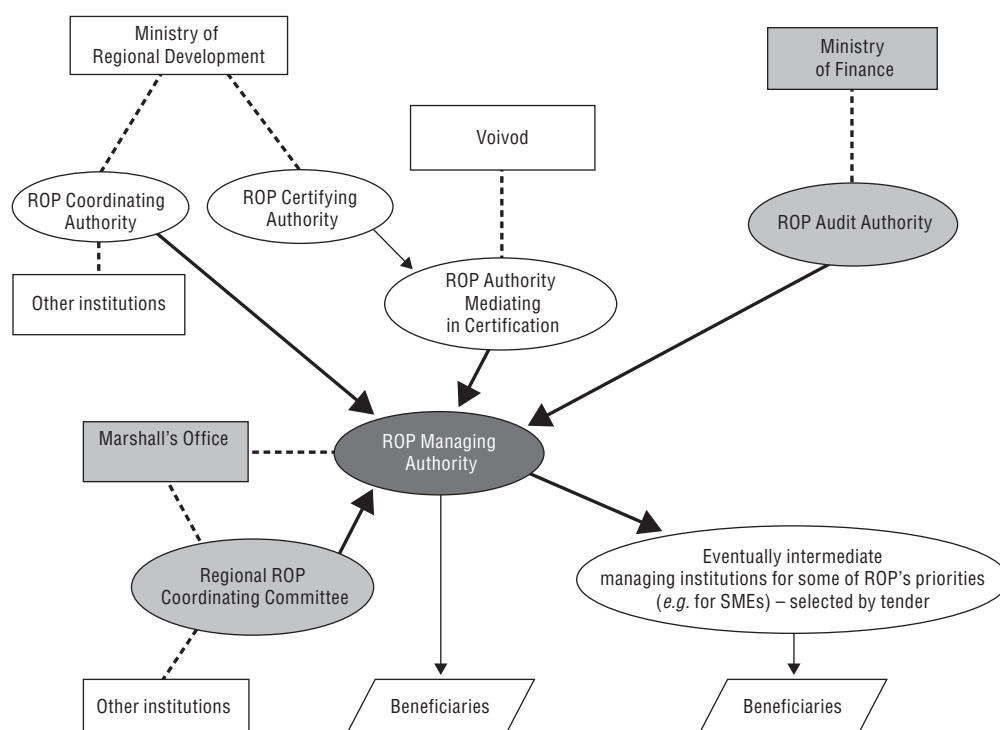 Ministry of
Regional Development
Ministry
of Finance
Voivod
ROP Coordinating
Authority
ROP Certifying
Authority
ROP Audit Authority
Other institutions
ROP Authority
Mediating
in Certification
Marshall's Office
ROP Managing
Authority
Regional ROP
Coordinating Committee
Eventually intermediate
managing institutions for some of ROP's priorities
(e.g. for SMEs) – selected by tender
Other institutions
Beneficiaries
Beneficiaries